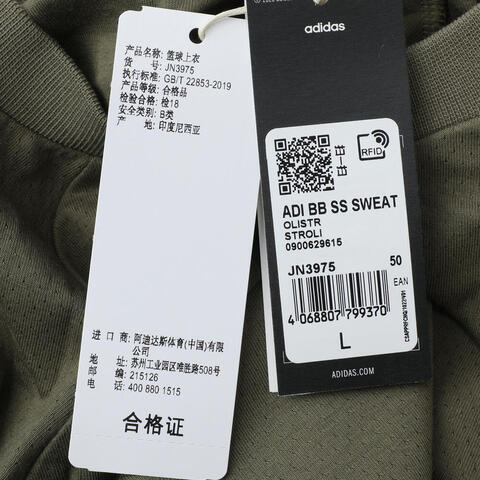 产品名称: 篮球上衣
货 号: JN3975
执行标准: GB/T 22853-2019
产品等级: 合格品
检验合格: 检18
安全类别: B类
产 地: 印度尼西亚
进 口 商: 阿迪达斯体育(中国)有限
公司
地 址: 苏州工业园区唯胜路508号
邮 编: 215126
电 话: 400 880 1515
合格证
adidas
RFID
ADI BB SS SWEAT
OLISTR
STROLI
0900629615
JN3975
50
EAN
4 068807 799370
L
ADIDAS.COM